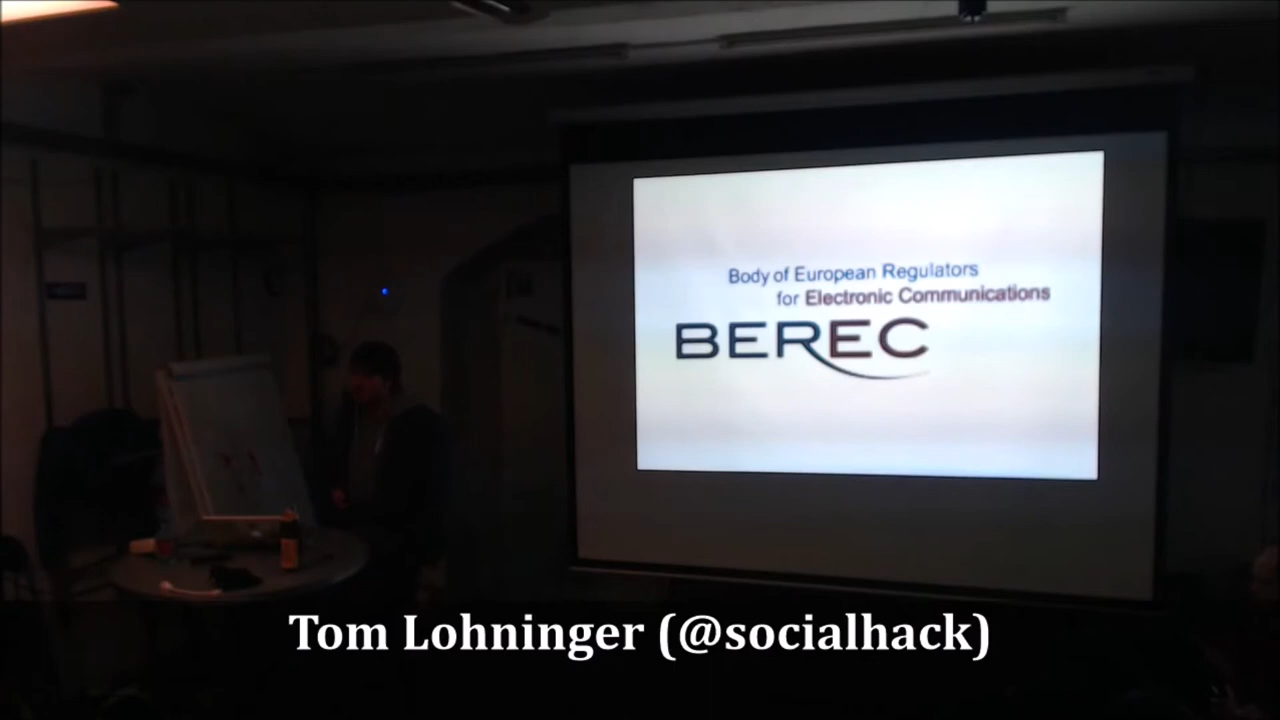 Body of European Regulators
for Electronic Communications
BEREC
Tom Lohninger (@socialhack)